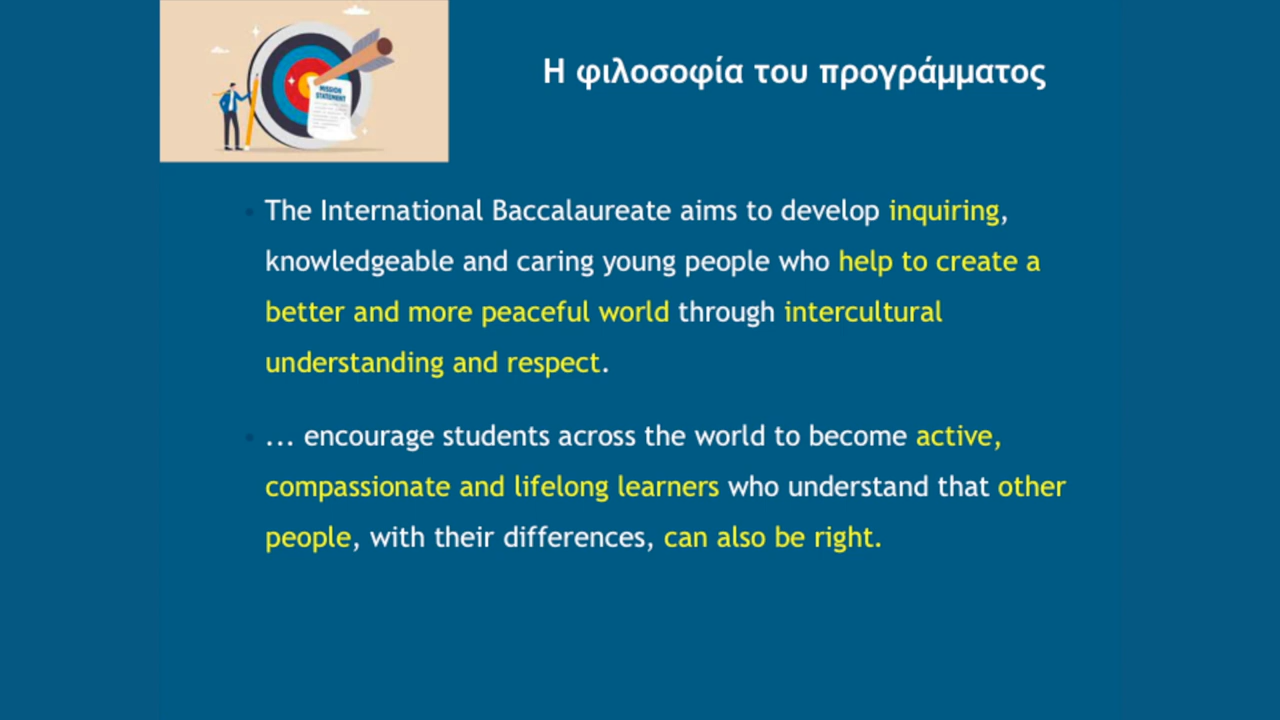 MISSION
STATEMENT
Η φιλοσοφία του προγράμματος
• The International Baccalaureate aims to develop inquiring,
knowledgeable and caring young people who help to create a
better and more peaceful world through intercultural
understanding and respect.
• ... encourage students across the world to become active,
compassionate and lifelong learners who understand that other
people, with their differences, can also be right.